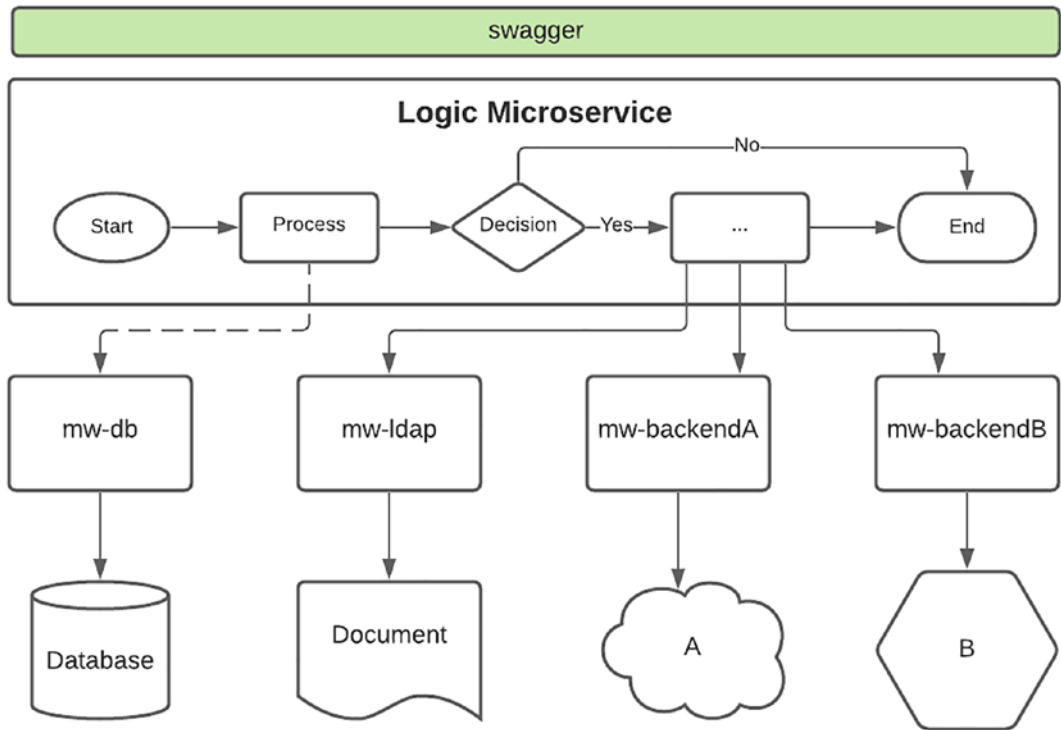 swagger
Logic Microservice
No
Start
Process
Decision
Yes
...
End
mw-db
mw-ldap
mw-backendA
mw-backendB
Database
Document
A
B